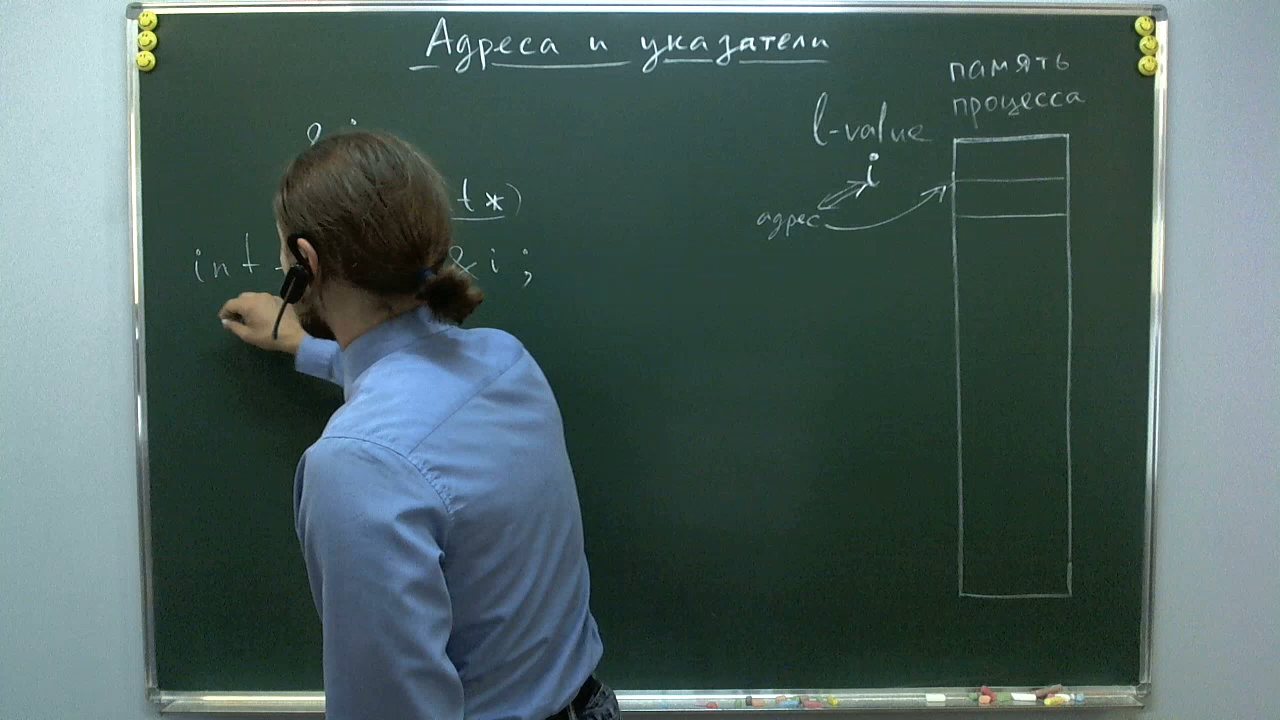 Адреса и указатели
память
процесса
l-value
i
адрес
& i
t *)
int & i ;